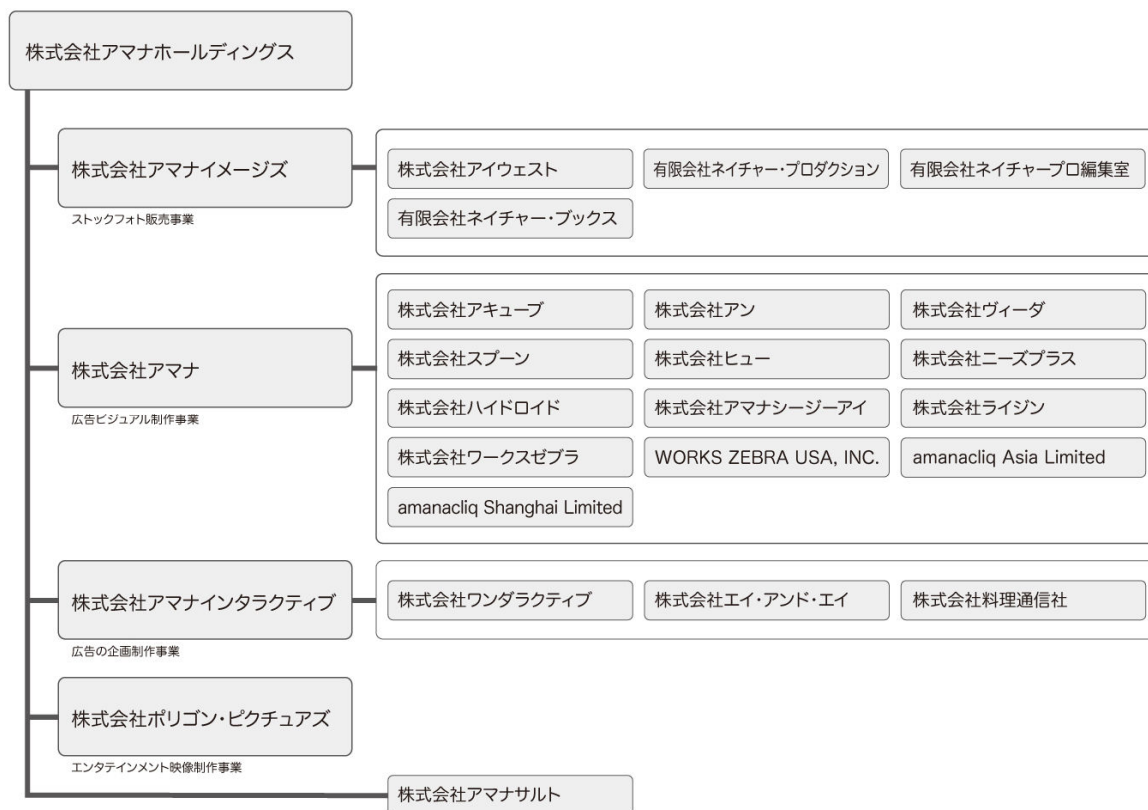 株式会社アマナホールディングス
株式会社アマナイメージズ
ストックフォト販売事業
株式会社アイウェスト
有限会社ネイチャー・プロダクション
有限会社ネイチャープロ編集室
有限会社ネイチャー・ブックス
株式会社アマナ
広告ビジュアル制作事業
株式会社アキューブ
株式会社アン
株式会社ヴィーダ
株式会社スプーン
株式会社ヒュー
株式会社ニーズプラス
株式会社ハイドロイド
株式会社アマナシージーアイ
株式会社ライジン
株式会社ワークスゼブラ
WORKS ZEBRA USA, INC.
amanacliq Asia Limited
amanacliq Shanghai Limited
株式会社アマナインタラクティブ
広告の企画制作事業
株式会社ワンダラクティブ
株式会社エイ・アンド・エイ
株式会社料理通信社
株式会社ポリゴン・ピクチュアズ
エンタテインメント映像制作事業
株式会社アマナサルト